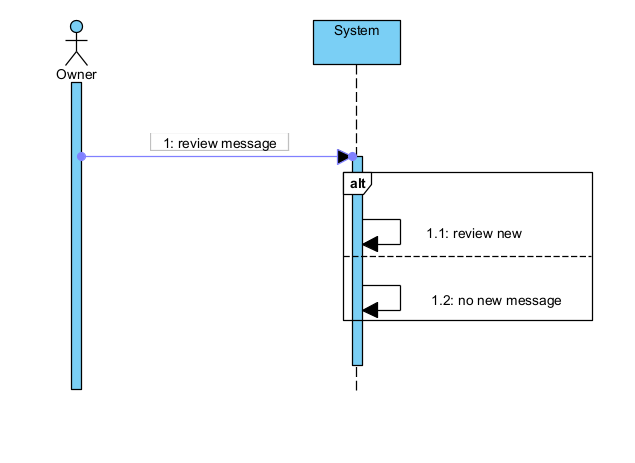 System
Owner
1: review message
alt
1.1: review new
1.2: no new message